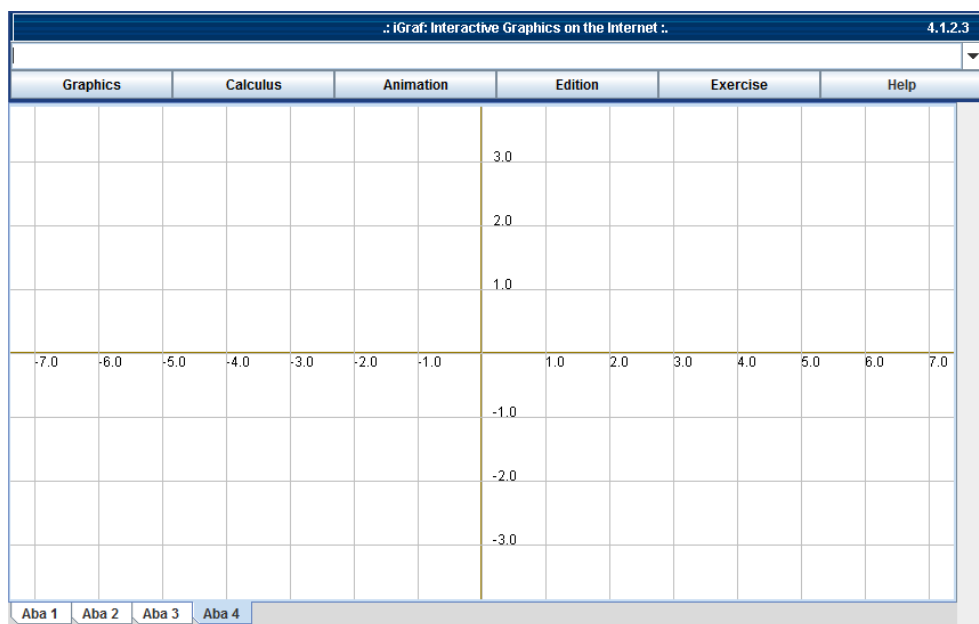 .: iGraf: Interactive Graphics on the Internet :. 4.1.2.3
Graphics Calculus Animation Edition Exercise Help
3.0
2.0
1.0
-7.0 -6.0 -5.0 -4.0 -3.0 -2.0 -1.0 1.0 2.0 3.0 4.0 5.0 6.0 7.0
-1.0
-2.0
-3.0
Aba 1 Aba 2 Aba 3 Aba 4